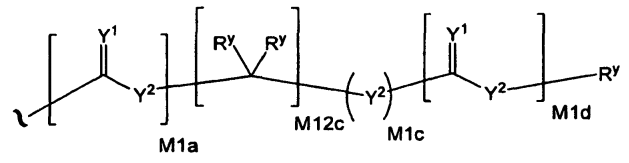 Y¹ Rʸ Rʸ Y¹
Y² Y² Y² Rʸ
M1a M12c M1c M1d